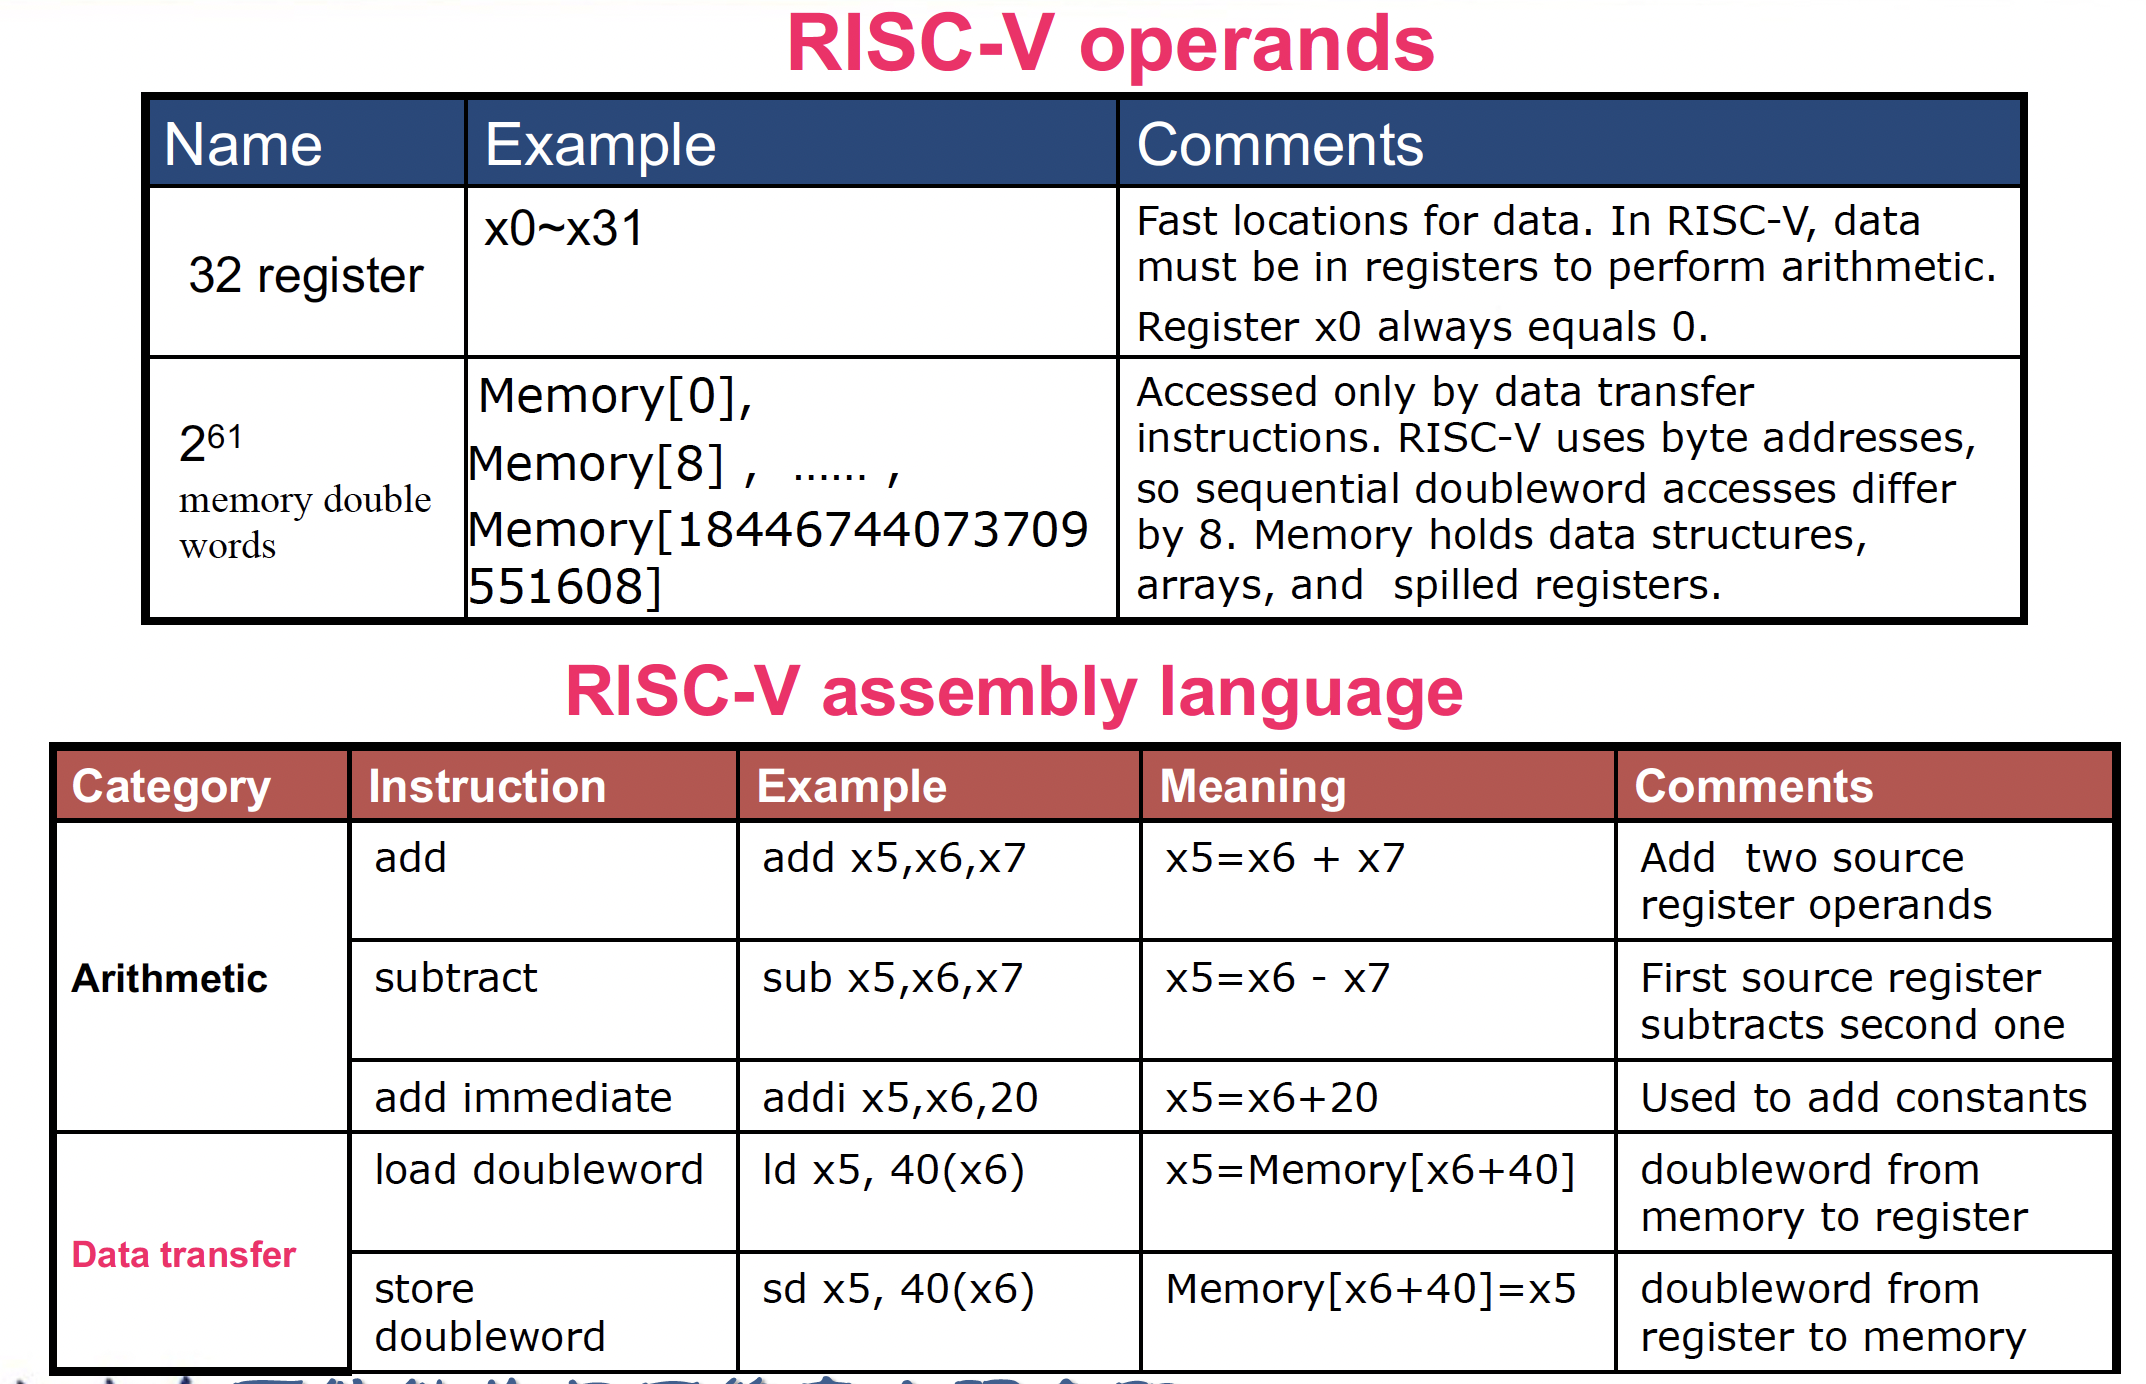 RISC-V operands
Name Example Comments
32 register
x0~x31
Fast locations for data. In RISC-V, data
must be in registers to perform arithmetic.
Register x0 always equals 0.
2⁶¹
memory double
words
Memory[0],
Memory[8] , ...... ,
Memory[18446744073709
551608]
Accessed only by data transfer
instructions. RISC-V uses byte addresses,
so sequential doubleword accesses differ
by 8. Memory holds data structures,
arrays, and spilled registers.
RISC-V assembly language
Category Instruction Example Meaning Comments
Arithmetic
add
add x5,x6,x7
x5=x6 + x7
Add two source
register operands
subtract
sub x5,x6,x7
x5=x6 - x7
First source register
subtracts second one
add immediate
addi x5,x6,20
x5=x6+20
Used to add constants
Data transfer
load doubleword
ld x5, 40(x6)
x5=Memory[x6+40]
doubleword from
memory to register
store
doubleword
sd x5, 40(x6)
Memory[x6+40]=x5
doubleword from
register to memory